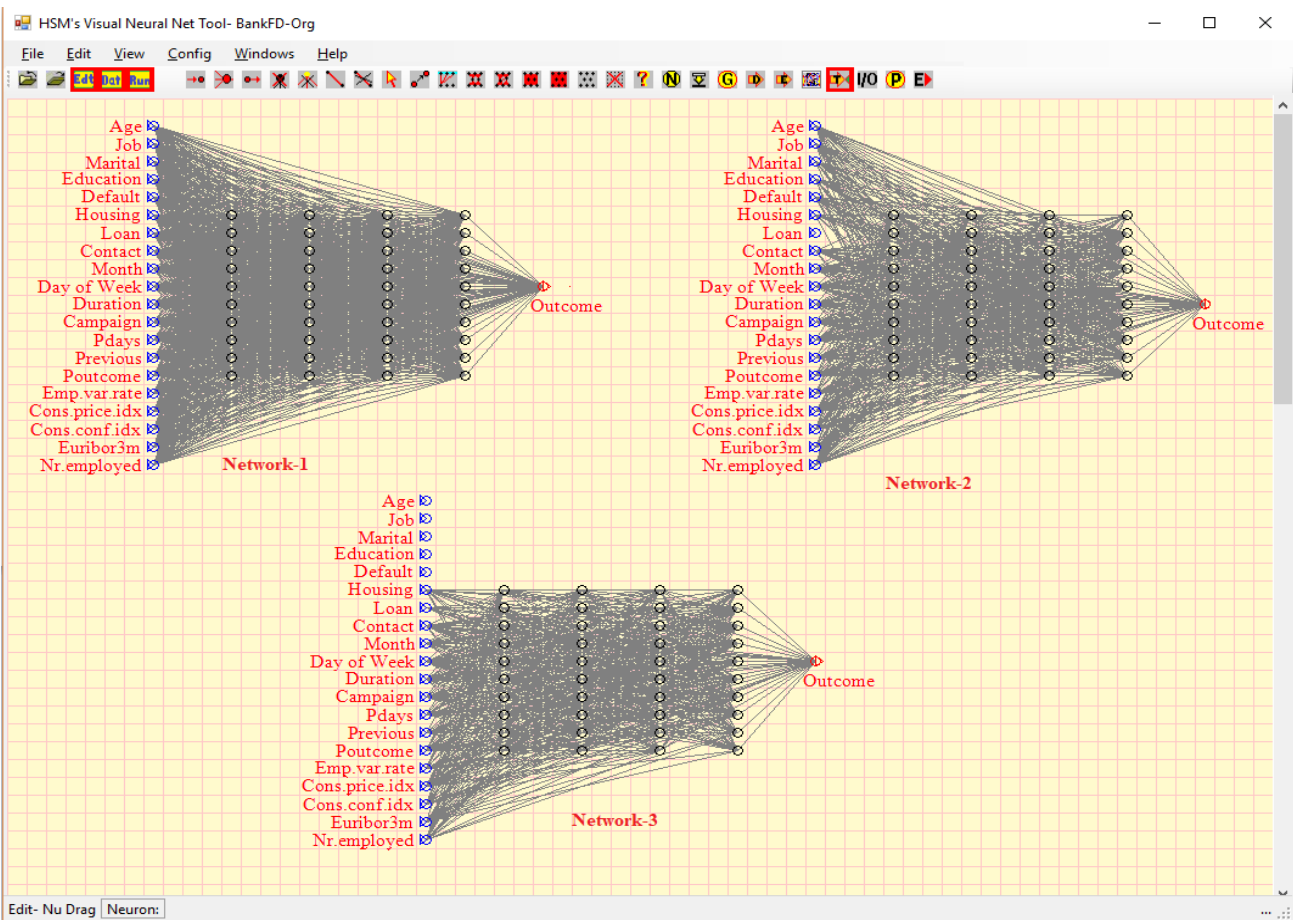 HSM's Visual Neural Net Tool- BankFD-Org
File Edit View Config Windows Help
Edt Dat Run ? N G I/O P E
Age
Job
Marital
Education
Default
Housing
Loan
Contact
Month
Day of Week
Duration
Campaign
Pdays
Previous
Poutcome
Emp.var.rate
Cons.price.idx
Cons.conf.idx
Euribor3m
Nr.employed
Outcome
Network-1
Age
Job
Marital
Education
Default
Housing
Loan
Contact
Month
Day of Week
Duration
Campaign
Pdays
Previous
Poutcome
Emp.var.rate
Cons.price.idx
Cons.conf.idx
Euribor3m
Nr.employed
Outcome
Network-2
Age
Job
Marital
Education
Default
Housing
Loan
Contact
Month
Day of Week
Duration
Campaign
Pdays
Previous
Poutcome
Emp.var.rate
Cons.price.idx
Cons.conf.idx
Euribor3m
Nr.employed
Outcome
Network-3
Edit- Nu Drag Neuron: ...